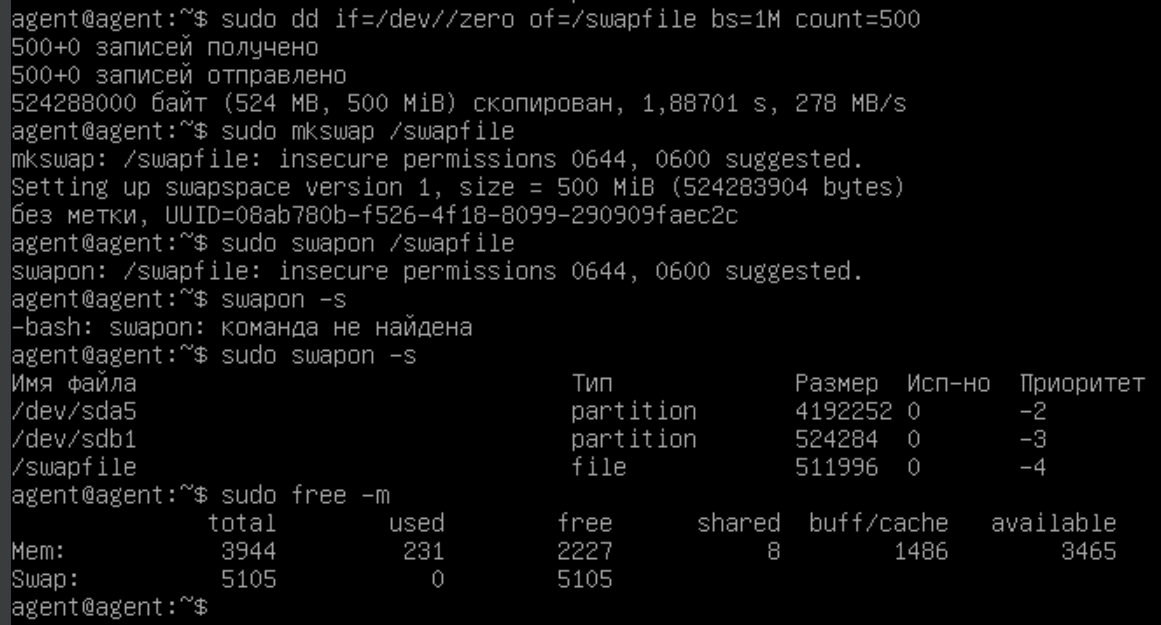 agent@agent:~$ sudo dd if=/dev//zero of=/swapfile bs=1M count=500
500+0 записей получено
500+0 записей отправлено
524288000 байт (524 MB, 500 MiB) скопирован, 1,88701 s, 278 MB/s
agent@agent:~$ sudo mkswap /swapfile
mkswap: /swapfile: insecure permissions 0644, 0600 suggested.
Setting up swapspace version 1, size = 500 MiB (524283904 bytes)
без метки, UUID=08ab780b-f526-4f18-8099-290909faec2c
agent@agent:~$ sudo swapon /swapfile
swapon: /swapfile: insecure permissions 0644, 0600 suggested.
agent@agent:~$ swapon -s
-bash: swapon: команда не найдена
agent@agent:~$ sudo swapon -s
Имя файла Тип Размер Исп-но Приоритет
/dev/sda5 partition 4192252 0 -2
/dev/sdb1 partition 524284 0 -3
/swapfile file 511996 0 -4
agent@agent:~$ sudo free -m
total used free shared buff/cache available
Mem: 3944 231 2227 8 1486 3465
Swap: 5105 0 5105
agent@agent:~$